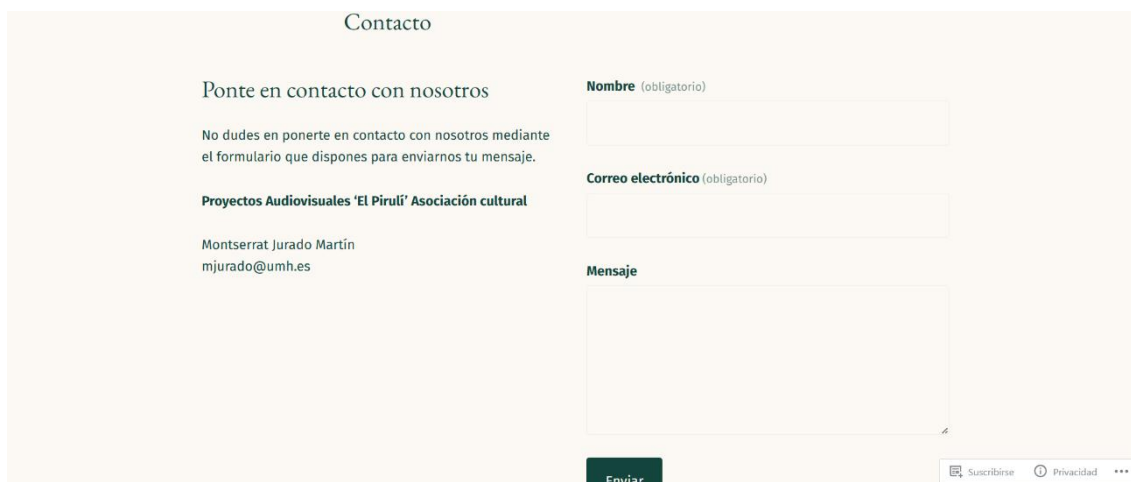 Contacto
Ponte en contacto con nosotros
No dudes en ponerte en contacto con nosotros mediante
el formulario que dispones para enviarnos tu mensaje.
Proyectos Audiovisuales ‘El Pirulí’ Asociación cultural
Montserrat Jurado Martín
mjurado@umh.es
Nombre (obligatorio)
Correo electrónico (obligatorio)
Mensaje
Enviar
Suscribirse Privacidad